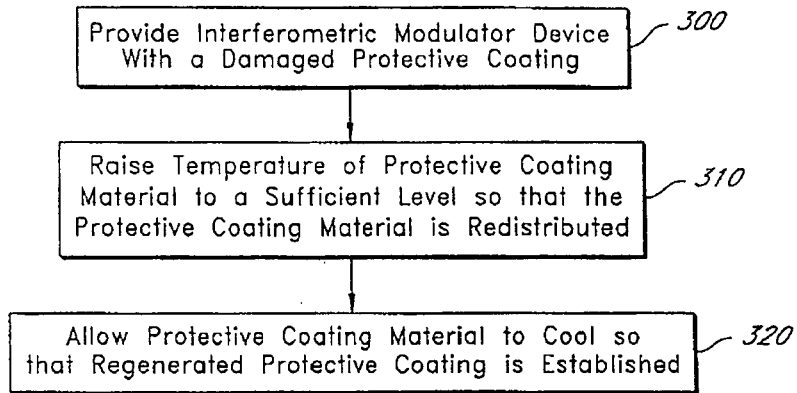 Provide Interferometric Modulator Device
With a Damaged Protective Coating
300
Raise Temperature of Protective Coating
Material to a Sufficient Level so that the
Protective Coating Material is Redistributed
310
Allow Protective Coating Material to Cool so
that Regenerated Protective Coating is Established
320